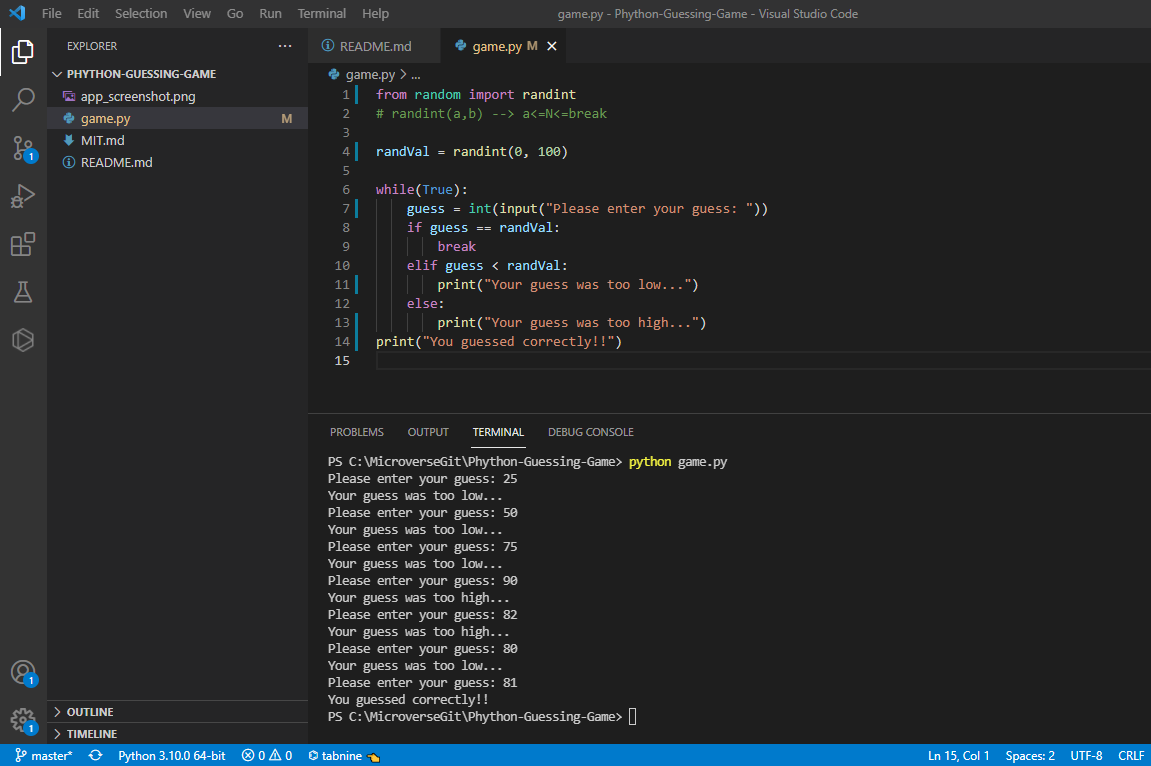 File Edit Selection View Go Run Terminal Help game.py - Phython-Guessing-Game - Visual Studio Code
EXPLORER
PHYTHON-GUESSING-GAME
app_screenshot.png
game.py M
MIT.md
README.md
OUTLINE
TIMELINE
README.md game.py M
game.py > ...
1 from random import randint
2 # randint(a,b) --> a<=N<=break
3
4 randVal = randint(0, 100)
5
6 while(True):
7 guess = int(input("Please enter your guess: "))
8 if guess == randVal:
9 break
10 elif guess < randVal:
11 print("Your guess was too low...")
12 else:
13 print("Your guess was too high...")
14 print("You guessed correctly!!")
15
PROBLEMS OUTPUT TERMINAL DEBUG CONSOLE
PS C:\MicroverseGit\Phython-Guessing-Game> python game.py
Please enter your guess: 25
Your guess was too low...
Please enter your guess: 50
Your guess was too low...
Please enter your guess: 75
Your guess was too low...
Please enter your guess: 90
Your guess was too high...
Please enter your guess: 82
Your guess was too high...
Please enter your guess: 80
Your guess was too low...
Please enter your guess: 81
You guessed correctly!!
PS C:\MicroverseGit\Phython-Guessing-Game>
1
1
1
master* Python 3.10.0 64-bit 0 0 tabnine Ln 15, Col 1 Spaces: 2 UTF-8 CRLF